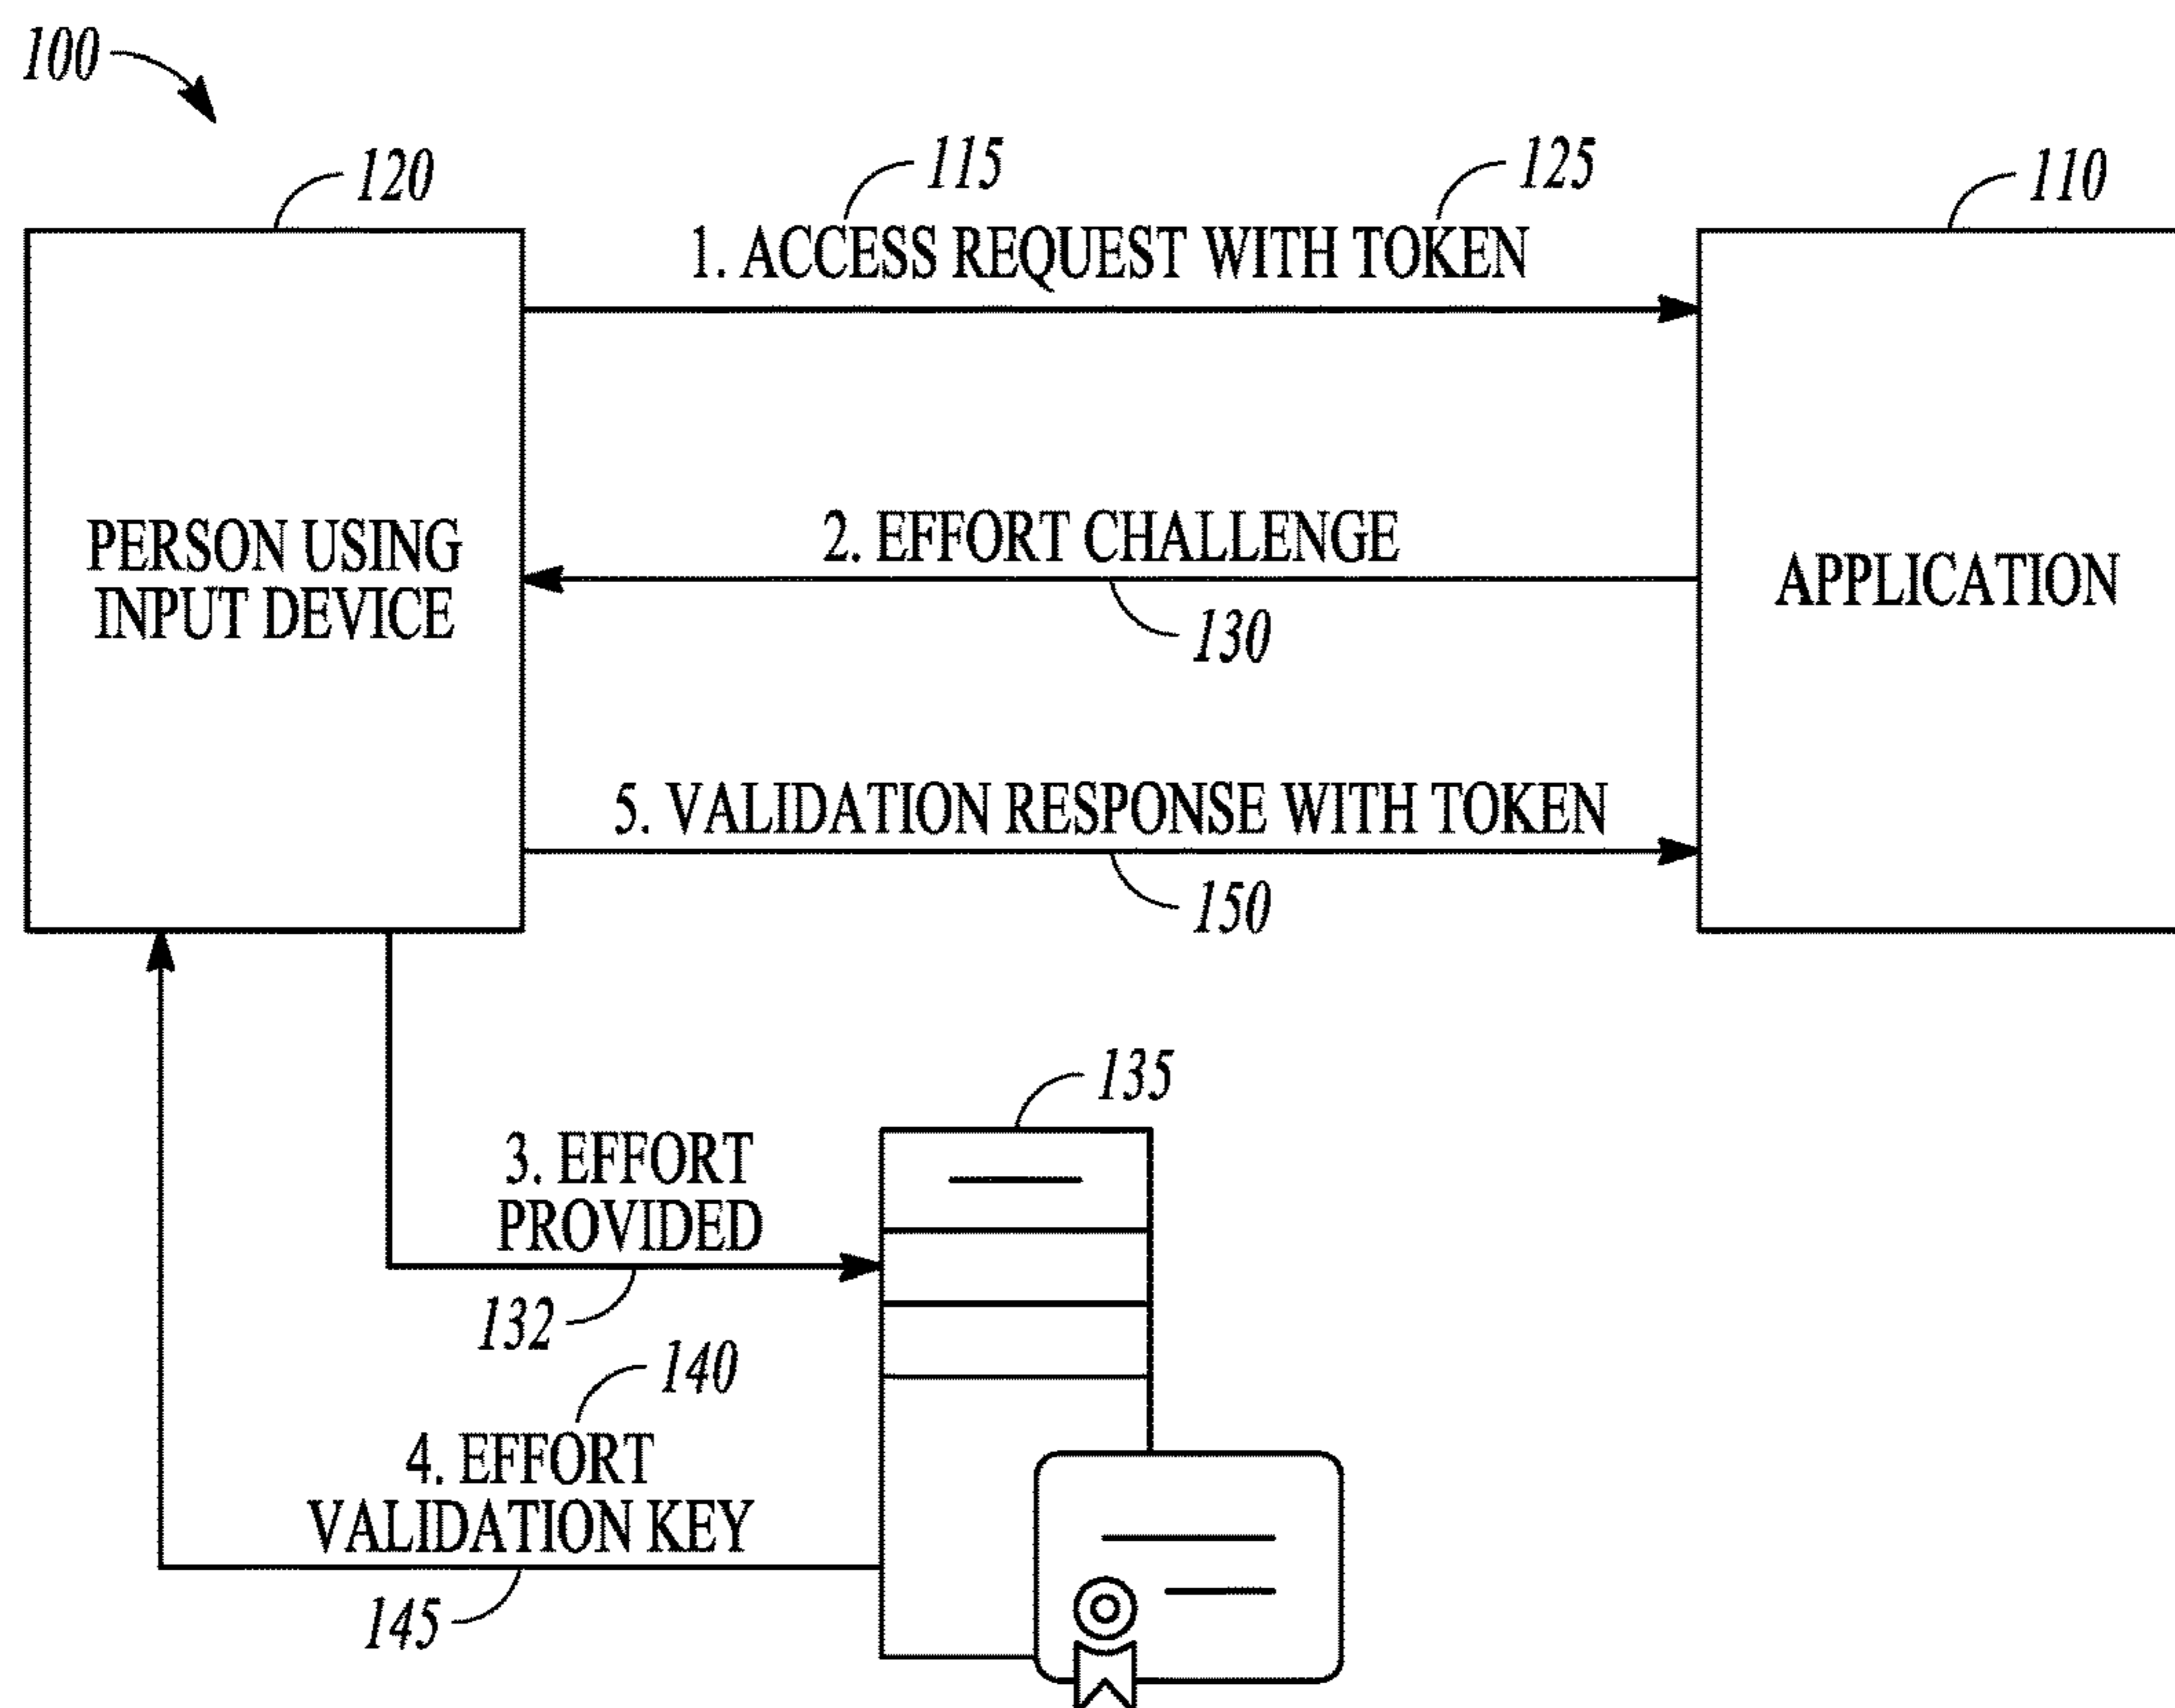 100
120
115
125
110
1. ACCESS REQUEST WITH TOKEN
PERSON USING
INPUT DEVICE
2. EFFORT CHALLENGE
130
APPLICATION
5. VALIDATION RESPONSE WITH TOKEN
150
135
3. EFFORT
PROVIDED
132
140
4. EFFORT
VALIDATION KEY
145